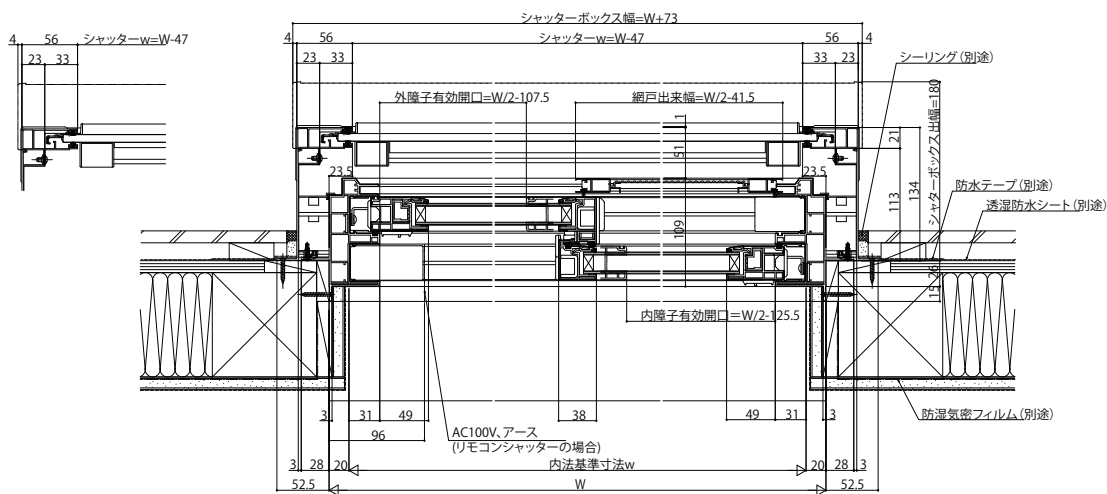 シャッターボックス幅=W+73
4 56 シャッターw=W-47
4 56 シャッターw=W-47 56 4
23 33
23 33
33 23
シーリング(別途)
外障子有効開口=W/2-107.5
網戸出来幅=W/2-41.5
1
21
51
シャターボックス出幅=180
23.5
23.5
134
113
防水テープ(別途)
透湿防水シート(別途)
109
26
15
内障子有効開口=W/2-125.5
3 31 49 38 49 31 3
防湿気密フィルム(別途)
96
AC100V、アース
(リモコンシャッターの場合)
3 28 20 内法基準寸法w 20 28 3
52.5 W 52.5